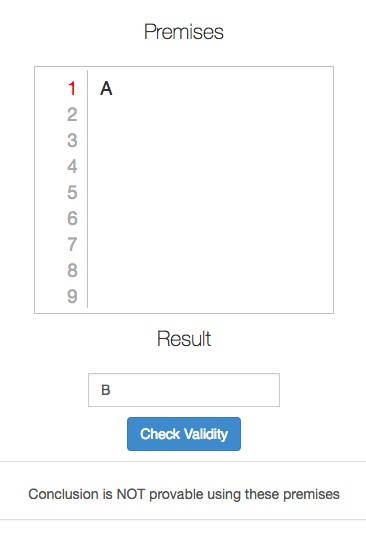 Premises
1 A
2
3
4
5
6
7
8
9
Result
B
Check Validity
Conclusion is NOT provable using these premises